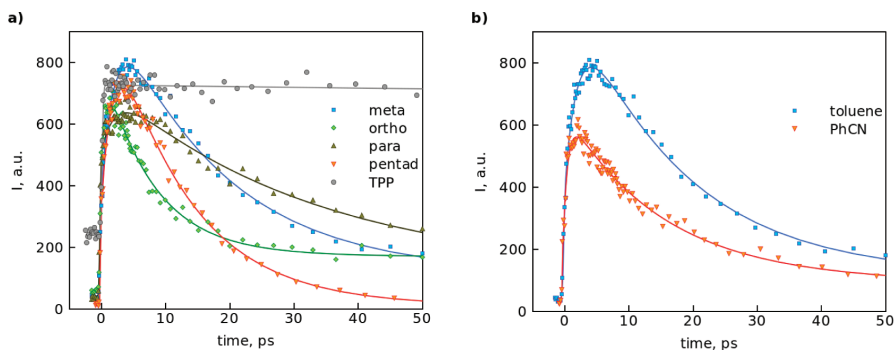 a)
800
600
400
200
0
I, a.u.
0
10
20
30
40
50
time, ps
meta
ortho
para
pentad
TPP
b)
800
600
400
200
0
I, a.u.
0
10
20
30
40
50
time, ps
toluene
PhCN